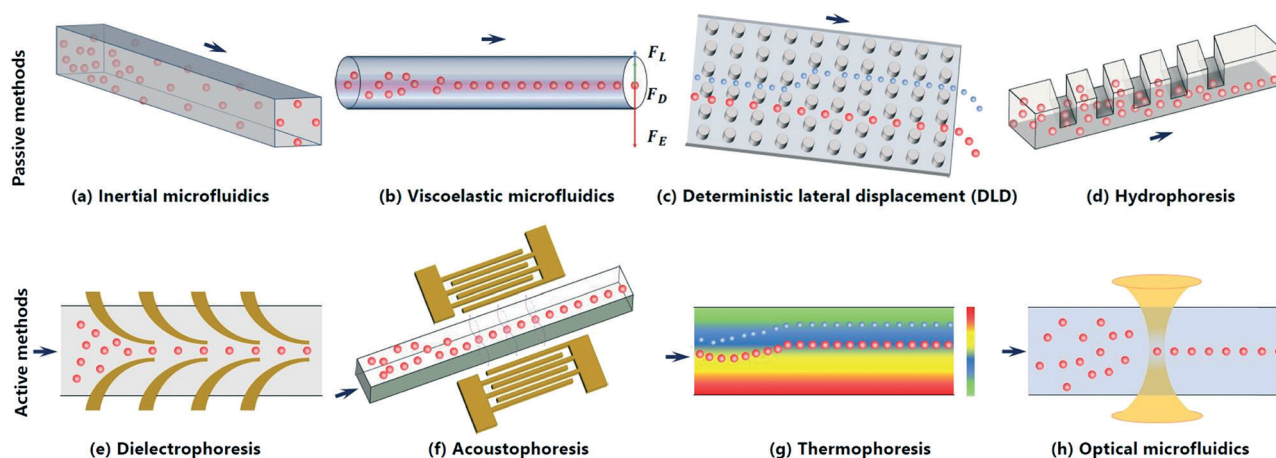 Passive methods
F_L
F_D
F_E
(a) Inertial microfluidics
(b) Viscoelastic microfluidics
(c) Deterministic lateral displacement (DLD)
(d) Hydrophoresis
Active methods
(e) Dielectrophoresis
(f) Acoustophoresis
(g) Thermophoresis
(h) Optical microfluidics